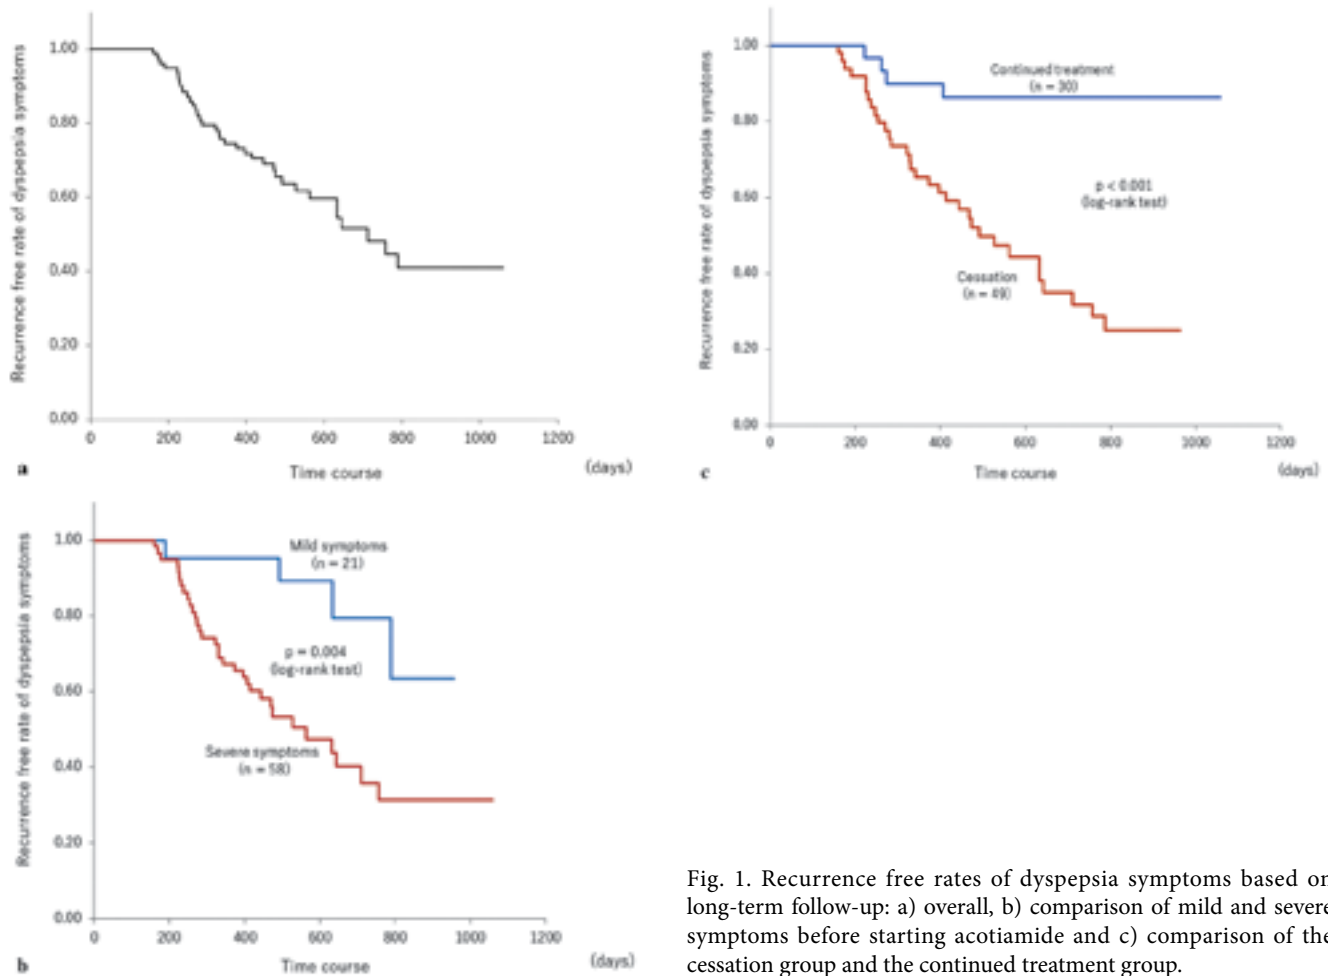 Recurrence free rate of dyspepsia symptoms
1.00
0.80
0.60
0.40
0.20
0.00
0 200 400 600 800 1000 1200
a
Time course
(days)
Recurrence free rate of dyspepsia symptoms
1.00
0.80
0.60
0.40
0.20
0.00
Mild symptoms
(n = 21)
p = 0.004
(log-rank test)
Severe symptoms
(n = 58)
0 200 400 600 800 1000 1200
b
Time course
(days)
Recurrence free rate of dyspepsia symptoms
1.00
0.80
0.60
0.40
0.20
0.00
Continued treatment
(n = 30)
p < 0.001
(log-rank test)
Cessation
(n = 49)
0 200 400 600 800 1000 1200
c
Time course
(days)
Fig. 1. Recurrence free rates of dyspepsia symptoms based on
long-term follow-up: a) overall, b) comparison of mild and severe
symptoms before starting acotiamide and c) comparison of the
cessation group and the continued treatment group.